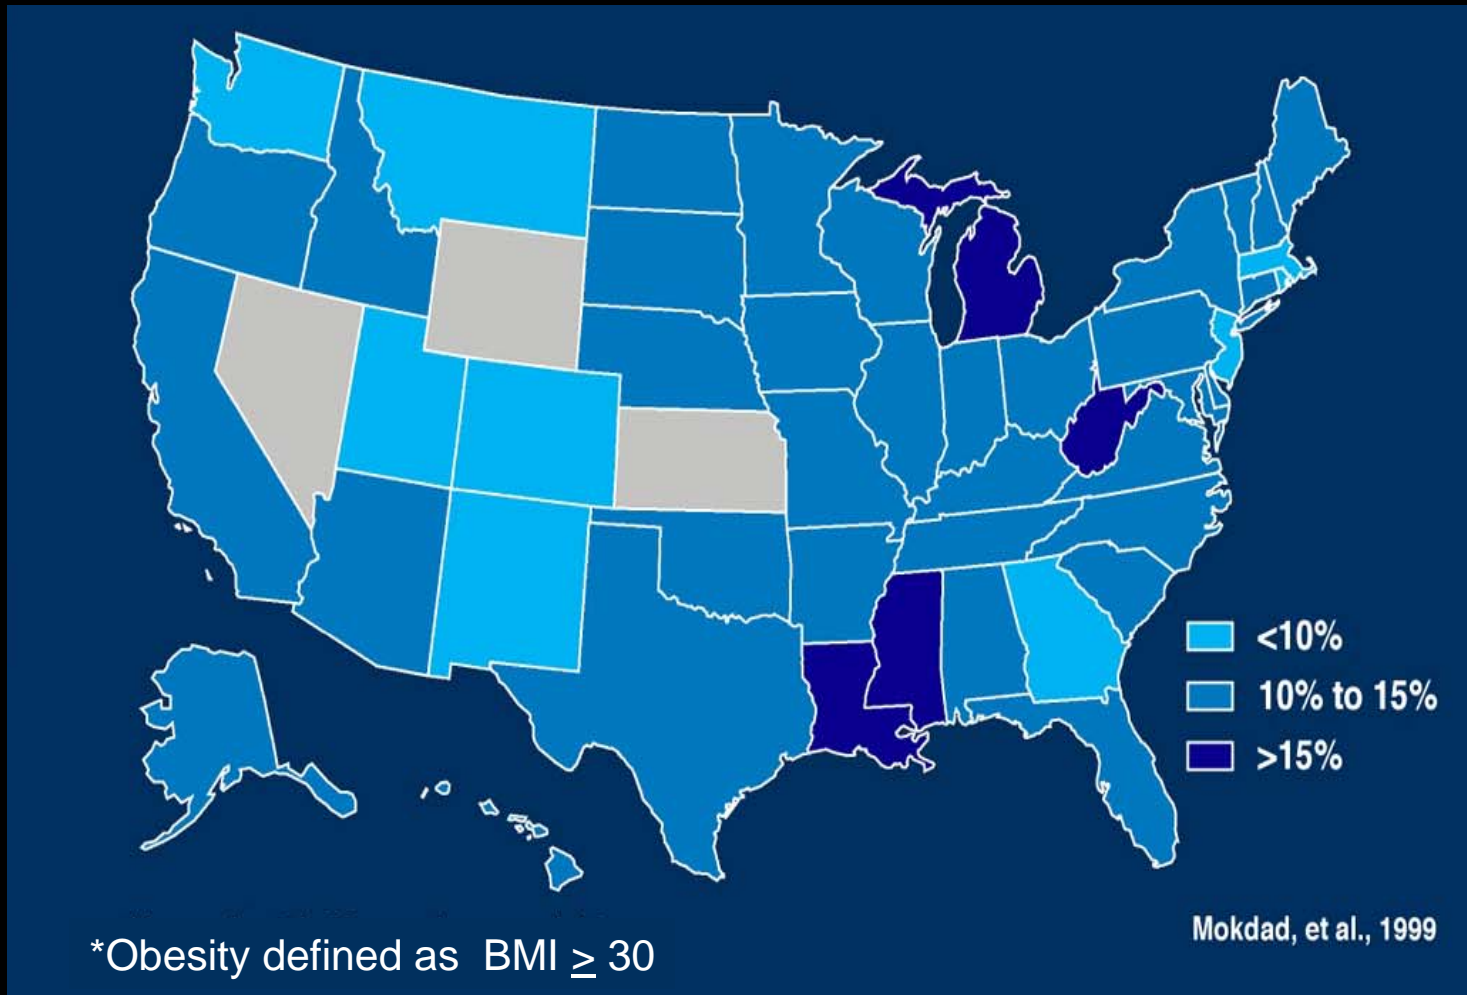 <10%
10% to 15%
>15%
Mokdad, et al., 1999
*Obesity defined as BMI ≥ 30